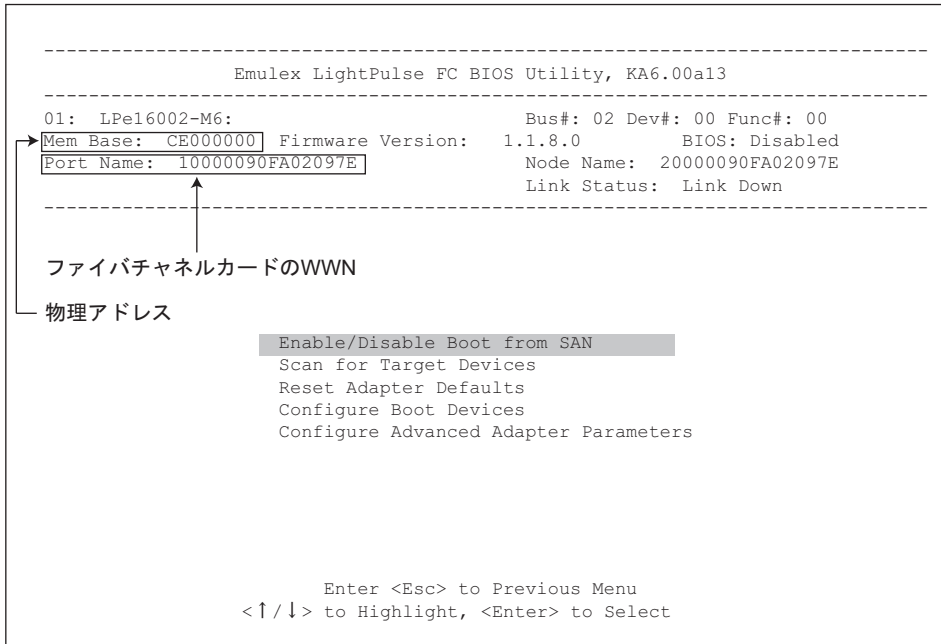 Emulex LightPulse FC BIOS Utility, KA6.00a13
01: LPe16002-M6: Bus#: 02 Dev#: 00 Func#: 00
Mem Base: CE000000 Firmware Version: 1.1.8.0 BIOS: Disabled
Port Name: 10000090FA02097E Node Name: 20000090FA02097E
Link Status: Link Down
ファイバチャネルカードのWWN
物理アドレス
Enable/Disable Boot from SAN
Scan for Target Devices
Reset Adapter Defaults
Configure Boot Devices
Configure Advanced Adapter Parameters
Enter <Esc> to Previous Menu
<↑/↓> to Highlight, <Enter> to Select